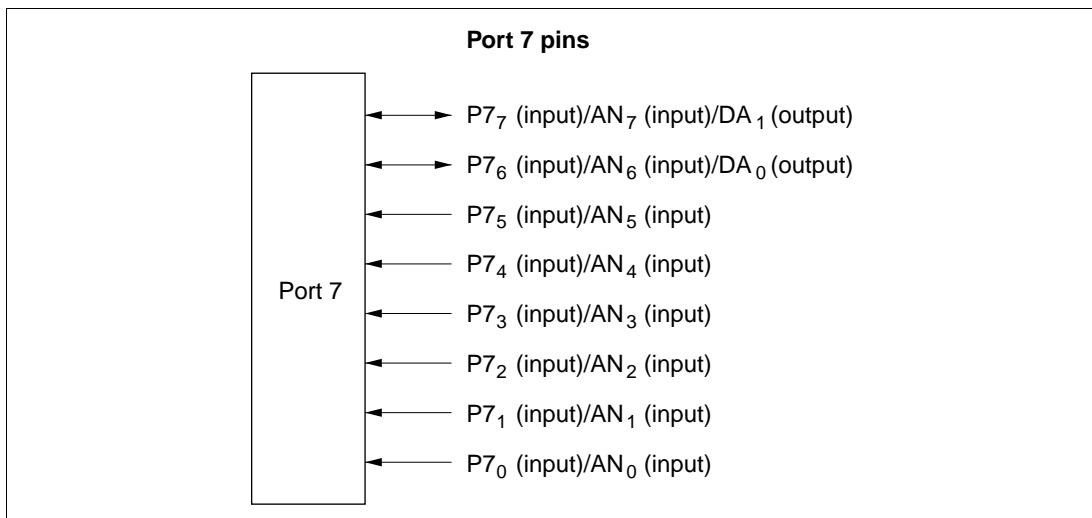 Port 7 pins
P7₇ (input)/AN₇ (input)/DA₁ (output)
P7₆ (input)/AN₆ (input)/DA₀ (output)
P7₅ (input)/AN₅ (input)
P7₄ (input)/AN₄ (input)
Port 7
P7₃ (input)/AN₃ (input)
P7₂ (input)/AN₂ (input)
P7₁ (input)/AN₁ (input)
P7₀ (input)/AN₀ (input)